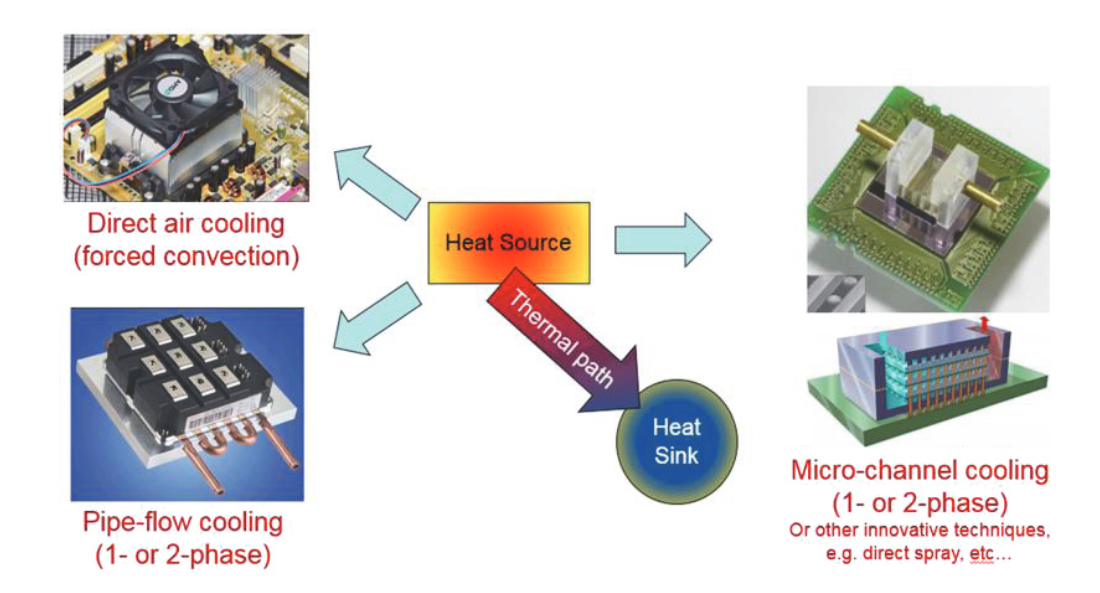 Direct air cooling
(forced convection)
Heat Source
Thermal path
Heat
Sink
Pipe-flow cooling
(1- or 2-phase)
Micro-channel cooling
(1- or 2-phase)
Or other innovative techniques,
e.g. direct spray, etc…